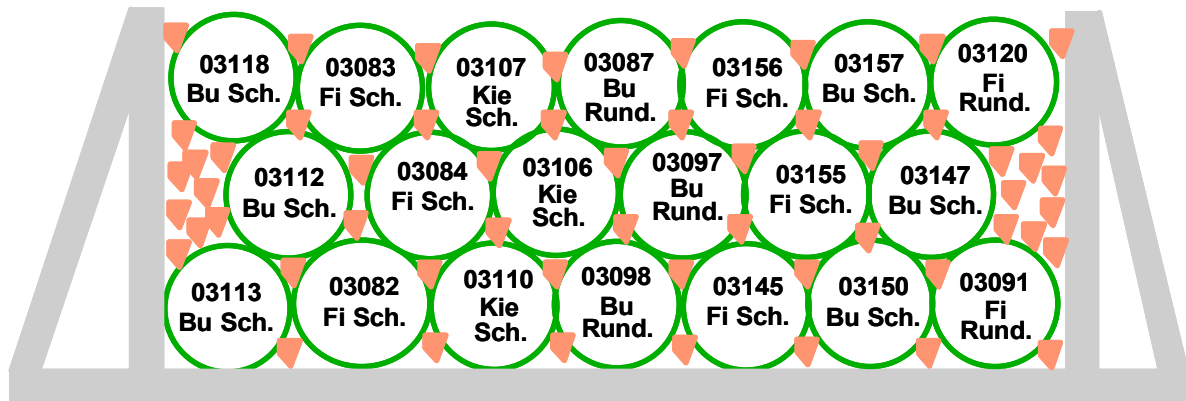 03118
Bu Sch.
03083
Fi Sch.
03107
Kie
Sch.
03087
Bu
Rund.
03156
Fi Sch.
03157
Bu Sch.
03120
Fi
Rund.
03112
Bu Sch.
03084
Fi Sch.
03106
Kie
Sch.
03097
Bu
Rund.
03155
Fi Sch.
03147
Bu Sch.
03113
Bu Sch.
03082
Fi Sch.
03110
Kie
Sch.
03098
Bu
Rund.
03145
Fi Sch.
03150
Bu Sch.
03091
Fi
Rund.